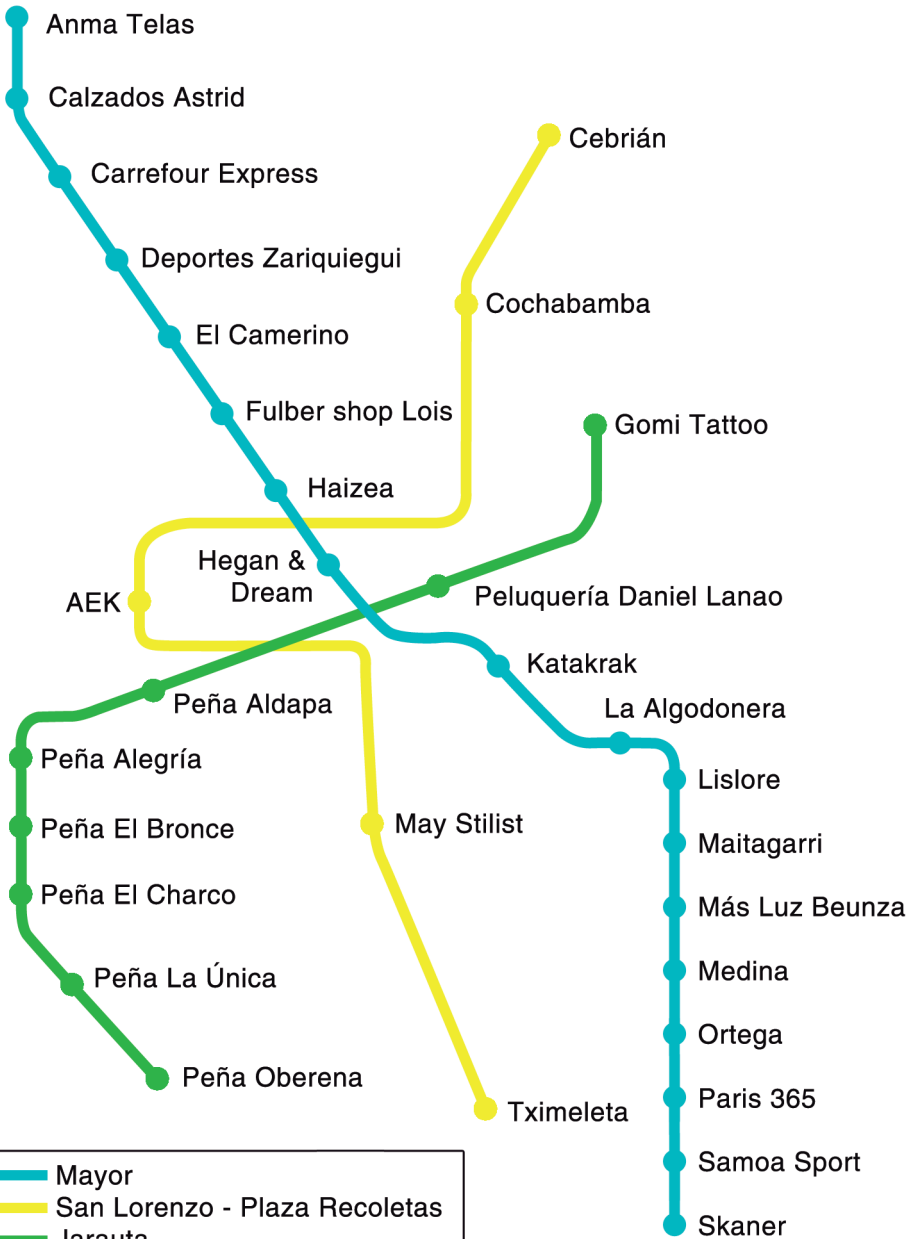 Anma Telas
Calzados Astrid
Cebrián
Carrefour Express
Deportes Zariquiegui
Cochabamba
El Camerino
Fulber shop Lois
Gomi Tattoo
Haizea
Hegan &
Dream
AEK
Peluquería Daniel Lanao
Katakrak
Peña Aldapa
La Algodonera
Peña Alegría
Lislore
Peña El Bronce
May Stilist
Maitagarri
Peña El Charco
Más Luz Beunza
Peña La Única
Medina
Ortega
Peña Oberena
Paris 365
Tximeleta
Samoa Sport
Skaner
Mayor
San Lorenzo - Plaza Recoletas
Jarauta